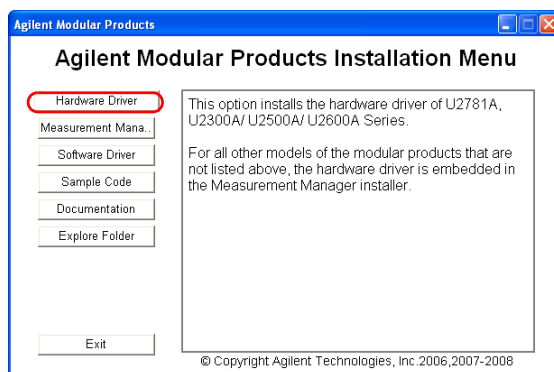 Agilent Modular Products
Agilent Modular Products Installation Menu
Hardware Driver
Measurement Mana..
Software Driver
Sample Code
Documentation
Explore Folder
Exit
This option installs the hardware driver of U2781A,
U2300A/ U2500A/ U2600A Series.
For all other models of the modular products that are
not listed above, the hardware driver is embedded in
the Measurement Manager installer.
© Copyright Agilent Technologies, Inc.2006,2007-2008